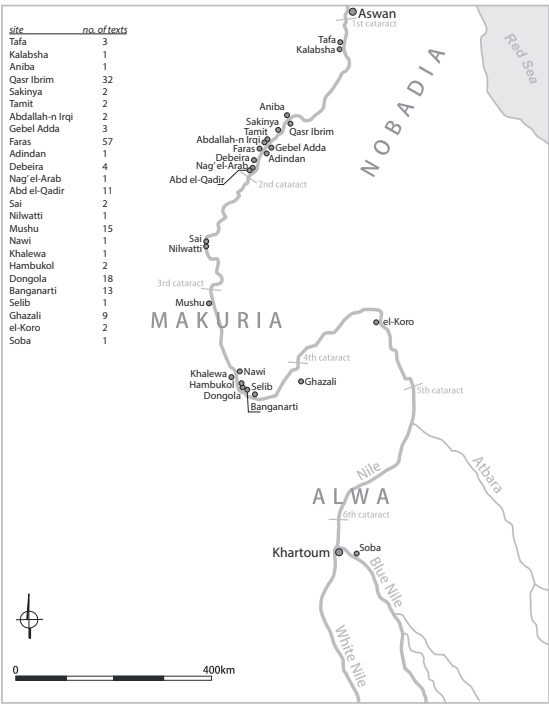 site no. of texts
Tafa 3
Kalabsha 1
Aniba 1
Qasr Ibrim 32
Sakinya 2
Tamit 2
Abdallah-n Irqi 2
Gebel Adda 3
Faras 57
Adindan 1
Debeira 4
Nag' el-Arab 1
Abd el-Qadir 11
Sai 2
Nilwatti 1
Mushu 15
Nawi 1
Khalewa 1
Hambukol 2
Dongola 18
Banganarti 13
Selib 1
Ghazali 9
el-Koro 2
Soba 1
Aswan
1st cataract
Tafa
Kalabsha
Red Sea
NOBADIA
Aniba
Sakinya
Qasr Ibrim
Tamit
Abdallah-n Irqi
Gebel Adda
Faras
Adindan
Debeira
Nag' el-Arab
Abd el-Qadir
2nd cataract
Sai
Nilwatti
3rd cataract
Mushu
MAKURIA
el-Koro
4th cataract
Khalewa
Nawi
Hambukol
Selib
Ghazali
Dongola
Banganarti
5th cataract
Nile
Atbara
ALWA
6th cataract
Khartoum
Soba
Blue Nile
White Nile
0 400km